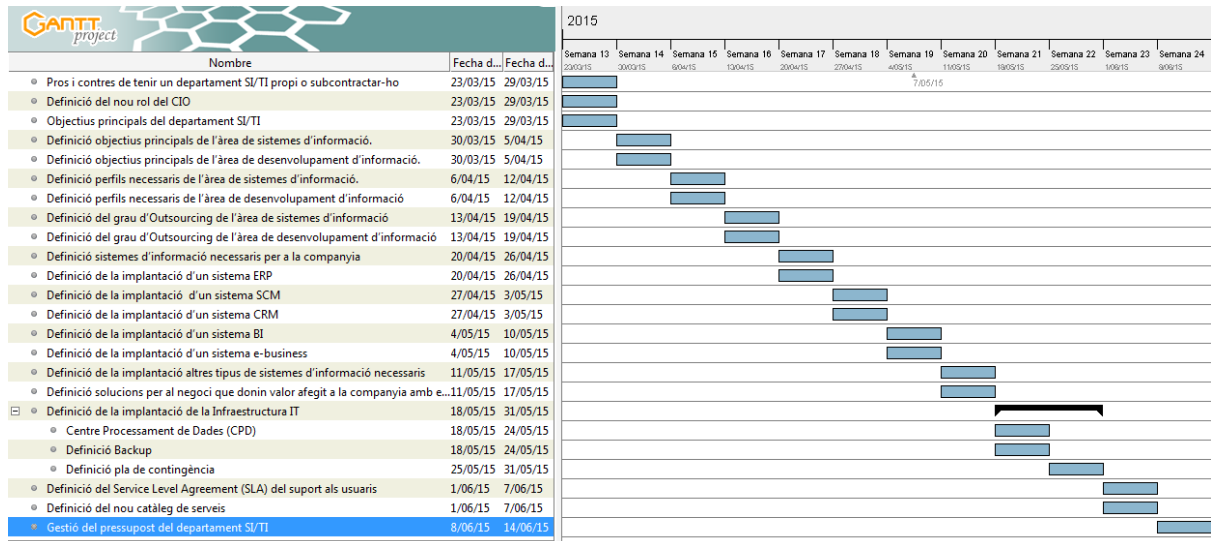 GANTT
project
2015
Semana 13 Semana 14 Semana 15 Semana 16 Semana 17 Semana 18 Semana 19 Semana 20 Semana 21 Semana 22 Semana 23 Semana 24
23/03/15 30/03/15 6/04/15 13/04/15 20/04/15 27/04/15 4/05/15 11/05/15 18/05/15 25/05/15 1/06/15 8/06/15
7/05/15
Nombre Fecha d... Fecha d...
Pros i contres de tenir un departament SI/TI propi o subcontractar-ho 23/03/15 29/03/15
Definició del nou rol del CIO 23/03/15 29/03/15
Objectius principals del departament SI/TI 23/03/15 29/03/15
Definició objectius principals de l'àrea de sistemes d'informació. 30/03/15 5/04/15
Definició objectius principals de l'àrea de desenvolupament d'informació. 30/03/15 5/04/15
Definició perfils necessaris de l'àrea de sistemes d'informació. 6/04/15 12/04/15
Definició perfils necessaris de l'àrea de desenvolupament d'informació 6/04/15 12/04/15
Definició del grau d'Outsourcing de l'àrea de sistemes d'informació 13/04/15 19/04/15
Definició del grau d'Outsourcing de l'àrea de desenvolupament d'informació 13/04/15 19/04/15
Definició sistemes d'informació necessaris per a la companyia 20/04/15 26/04/15
Definició de la implantació d'un sistema ERP 20/04/15 26/04/15
Definició de la implantació d'un sistema SCM 27/04/15 3/05/15
Definició de la implantació d'un sistema CRM 27/04/15 3/05/15
Definició de la implantació d'un sistema BI 4/05/15 10/05/15
Definició de la implantació d'un sistema e-business 4/05/15 10/05/15
Definició de la implantació altres tipus de sistemes d'informació necessaris 11/05/15 17/05/15
Definició solucions per al negoci que donin valor afegit a la companyia amb e... 11/05/15 17/05/15
Definició de la implantació de la Infraestructura IT 18/05/15 31/05/15
Centre Processament de Dades (CPD) 18/05/15 24/05/15
Definició Backup 18/05/15 24/05/15
Definició pla de contingència 25/05/15 31/05/15
Definició del Service Level Agreement (SLA) del suport als usuaris 1/06/15 7/06/15
Definició del nou catàleg de serveis 1/06/15 7/06/15
Gestió del pressupost del departament SI/TI 8/06/15 14/06/15